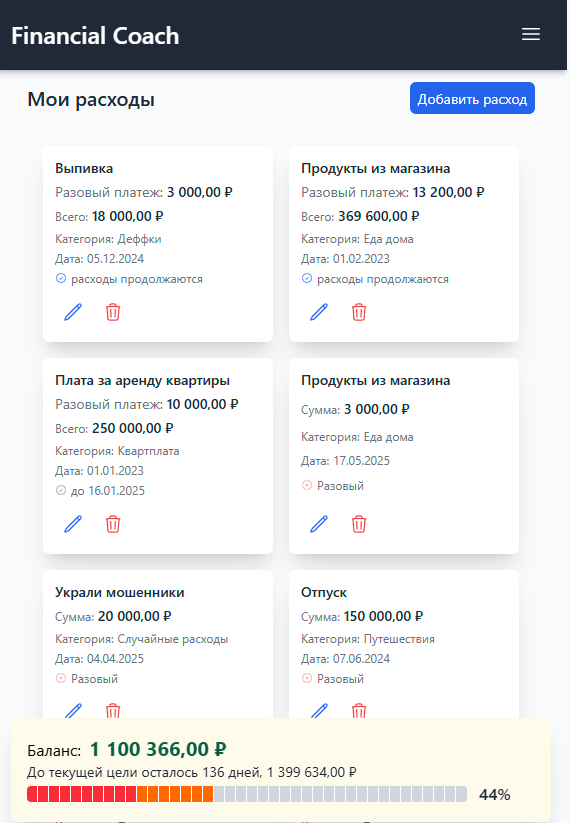 Financial Coach
Мои расходы
Добавить расход
Выпивка
Разовый платеж: 3 000,00 ₽
Всего: 18 000,00 ₽
Категория: Деффки
Дата: 05.12.2024
расходы продолжаются
Продукты из магазина
Разовый платеж: 13 200,00 ₽
Всего: 369 600,00 ₽
Категория: Еда дома
Дата: 01.02.2023
расходы продолжаются
Плата за аренду квартиры
Разовый платеж: 10 000,00 ₽
Всего: 250 000,00 ₽
Категория: Квартплата
Дата: 01.01.2023
до 16.01.2025
Продукты из магазина
Сумма: 3 000,00 ₽
Категория: Еда дома
Дата: 17.05.2025
Разовый
Украли мошенники
Сумма: 20 000,00 ₽
Категория: Случайные расходы
Дата: 04.04.2025
Разовый
Отпуск
Сумма: 150 000,00 ₽
Категория: Путешествия
Дата: 07.06.2024
Разовый
Баланс: 1 100 366,00 ₽
До текущей цели осталось 136 дней, 1 399 634,00 ₽
44%